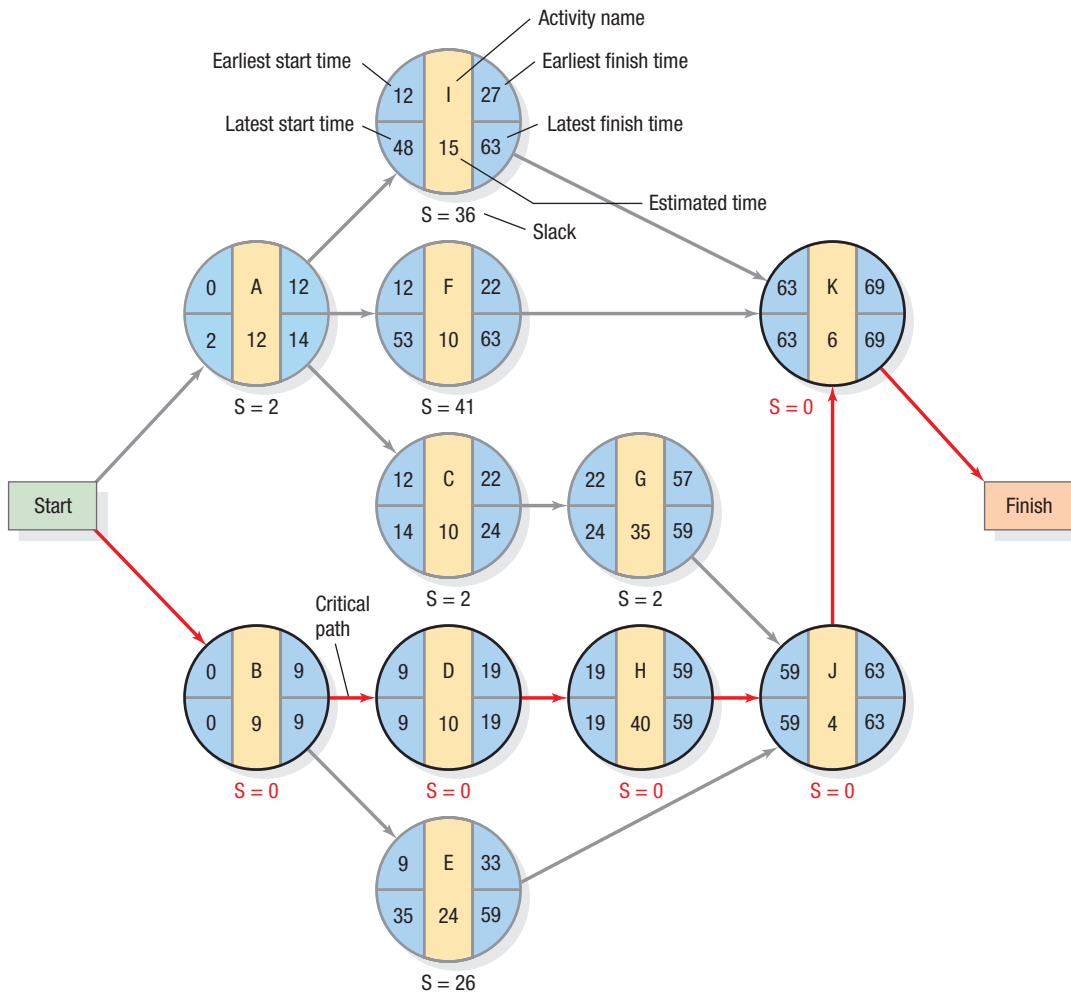 Activity name
Earliest start time
Earliest finish time
12 I 27
Latest start time
Latest finish time
48 15 63
Estimated time
S = 36
Slack
0 A 12
2 12 14
S = 2
12 F 22
53 10 63
S = 41
63 K 69
63 6 69
S = 0
12 C 22
14 10 24
S = 2
22 G 57
24 35 59
S = 2
Start
Finish
Critical
path
0 B 9
0 9 9
S = 0
9 D 19
9 10 19
S = 0
19 H 59
19 40 59
S = 0
59 J 63
59 4 63
S = 0
9 E 33
35 24 59
S = 26